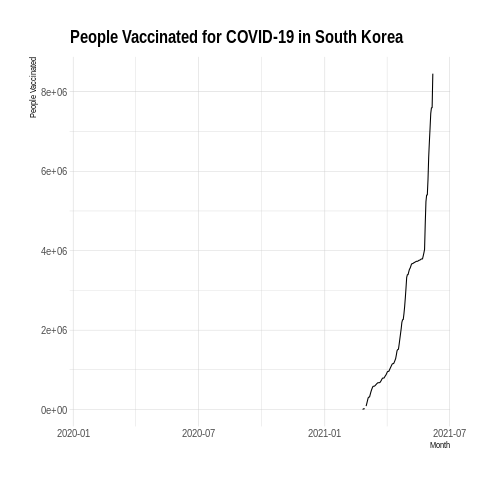 People Vaccinated for COVID-19 in South Korea
People Vaccinated
8e+06
6e+06
4e+06
2e+06
0e+00
2020-01
2020-07
2021-01
2021-07
Month